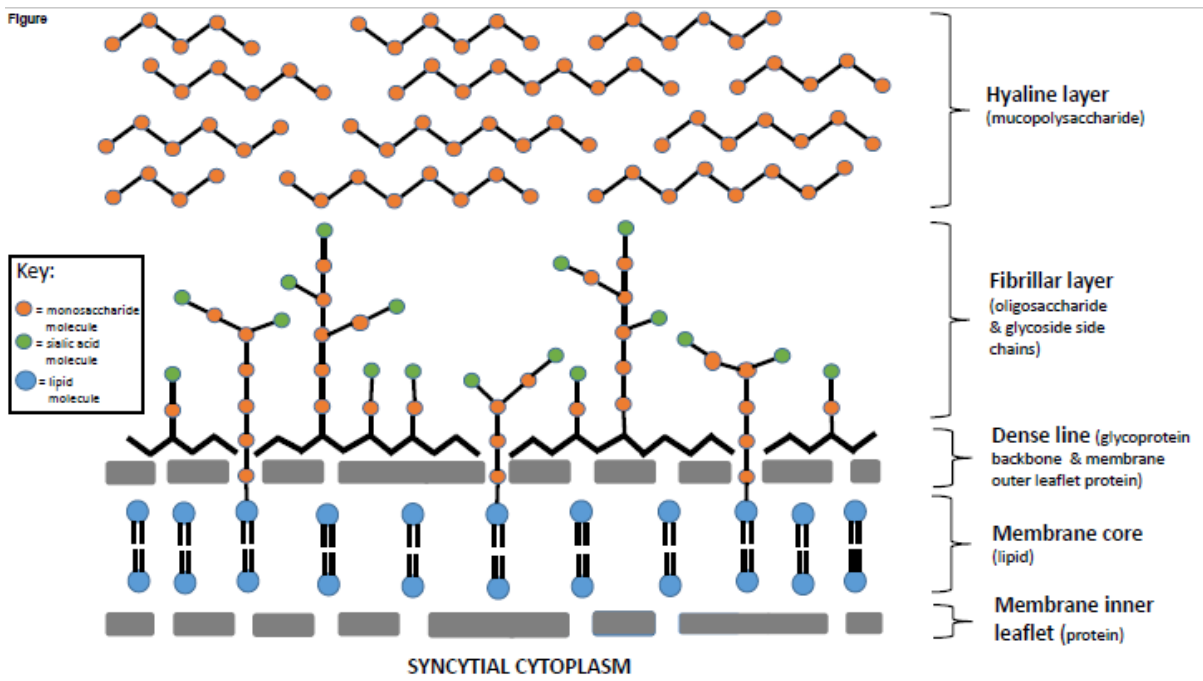 Figure
Hyaline layer
(mucopolysaccharide)
Key:
= monosaccharide
molecule
= sialic acid
molecule
= lipid
molecule
Fibrillar layer
(oligosaccharide
& glycoside side
chains)
Dense line (glycoprotein
backbone & membrane
outer leaflet protein)
Membrane core
(lipid)
Membrane inner
leaflet (protein)
SYNCYTIAL CYTOPLASM